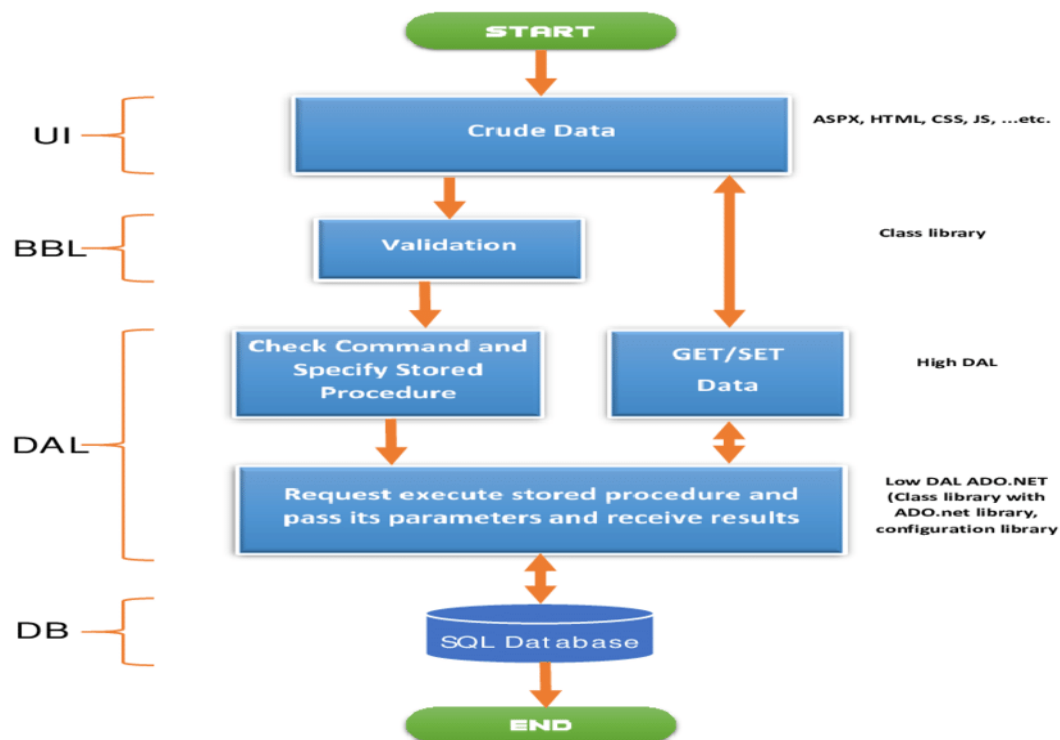 START
UI
Crude Data
ASPX, HTML, CSS, JS, ...etc.
BBL
Validation
Class library
DAL
Check Command and
Specify Stored
Procedure
GET/SET
Data
High DAL
Request execute stored procedure and
pass its parameters and receive results
Low DAL ADO.NET
(Class library with
ADO.net library,
configuration library
DB
SQL Database
END